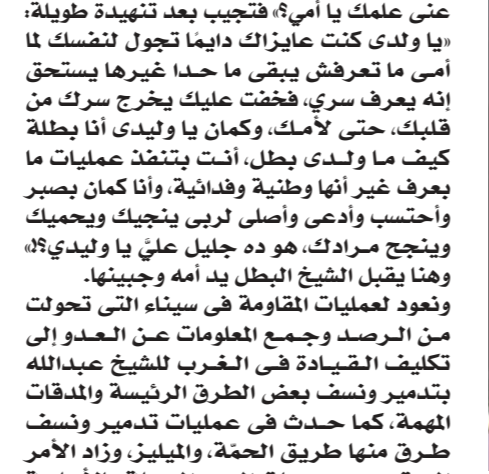 عنى علمك يا أمي؟» فتجيب بعد تنهيدة طويلة:
«يا ولدى كنت عايزاك دايمًا تجول لنفسك لما
أمى ما تعرفش يبقى ما حدا غيرها يستحق
إنه يعرف سري، فخفت عليك يخرج سرك من
قلبك، حتى لأمك، وكمان يا وليدى أنا بطلة
كيف ما ولدى بطل، أنت بتنفذ عمليات ما
بعرف غير أنها وطنية وفدائية، وأنا كمان بصبر
وأحتسب وأدعى وأصلى لربى ينجيك ويحميك
وينجح مرادك، هو ده جليل عليَّ يا وليدي؟!»
وهنا يقبل الشيخ البطل يد أمه وجبينها.
ونعود لعمليات المقاومة فى سيناء التى تحولت
من الرصد وجمع المعلومات عن العدو إلى
تكليف القيادة فى الغرب للشيخ عبدالله
بتدمير ونسف بعض الطرق الرئيسة والمدقات
المهمة، كما حدث فى عمليات تدمير ونسف
طرق منها طريق الحمّة، والميليز، وزاد الأمر